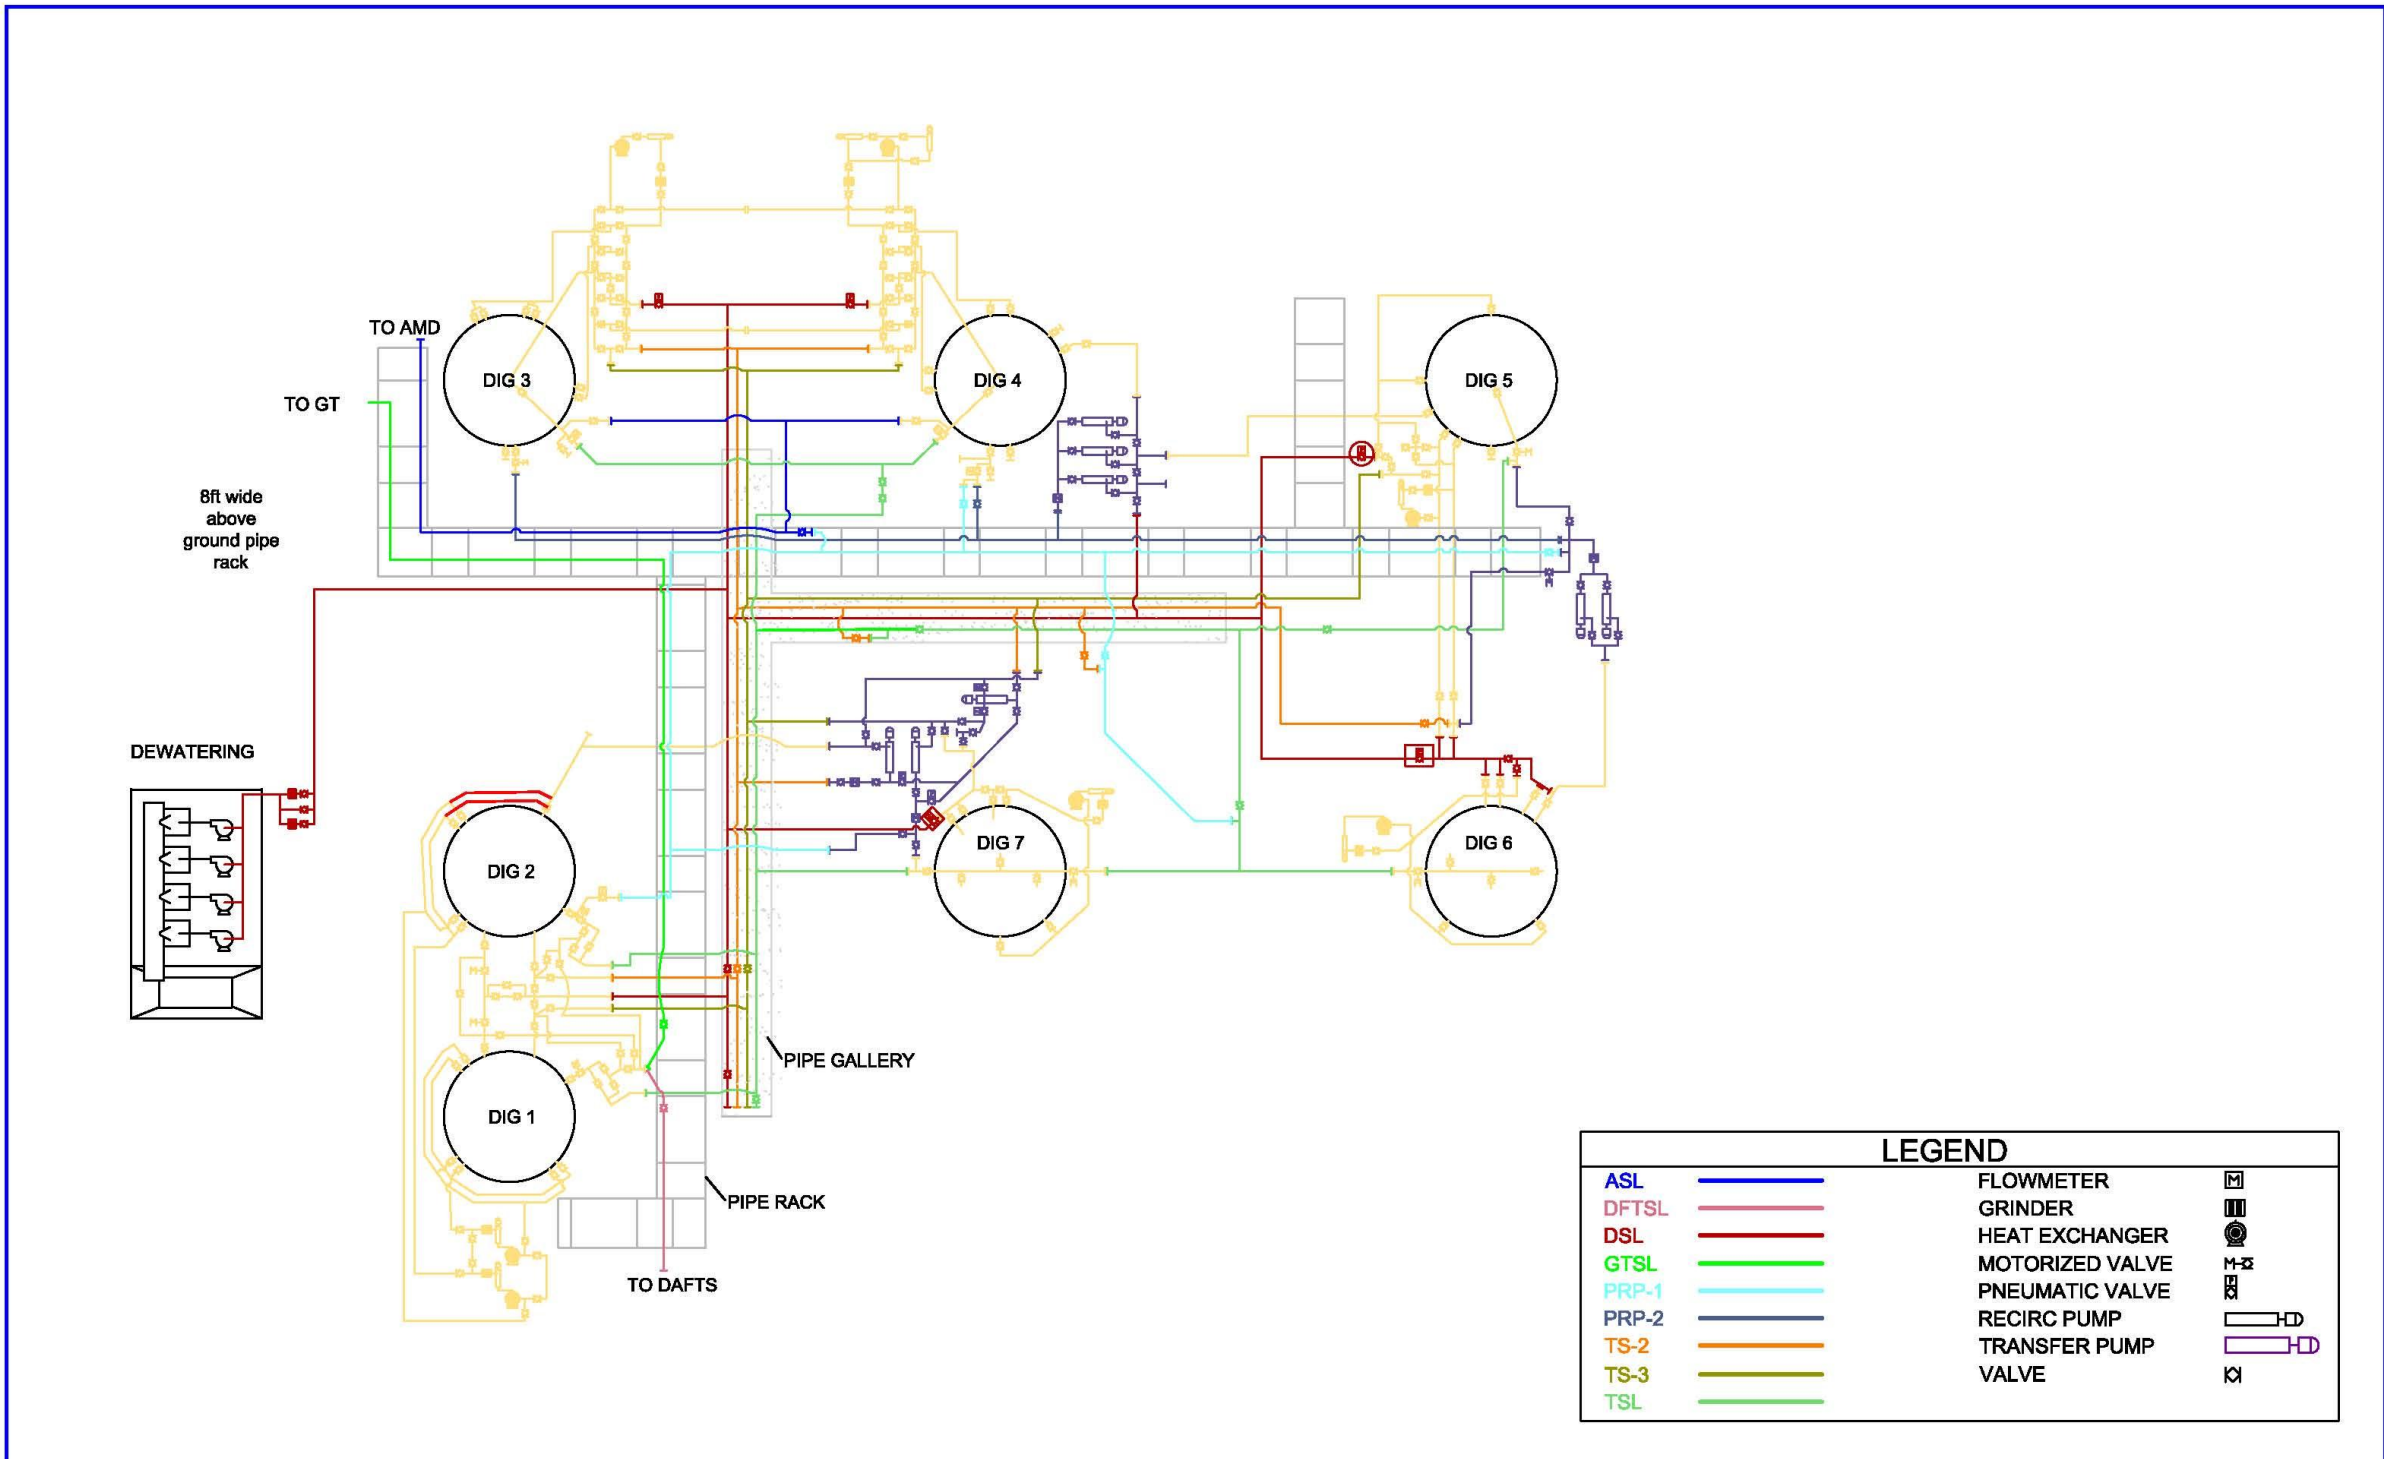 TO AMD
DIG 3
DIG 4
DIG 5
TO GT
8ft wide
above
ground pipe
rack
DEWATERING
DIG 2
DIG 7
DIG 6
PIPE GALLERY
DIG 1
PIPE RACK
TO DAFTS
LEGEND
ASL FLOWMETER M
DFTSL GRINDER
DSL HEAT EXCHANGER
GTSL MOTORIZED VALVE M
PRP-1 PNEUMATIC VALVE
PRP-2 RECIRC PUMP
TS-2 TRANSFER PUMP
TS-3 VALVE
TSL